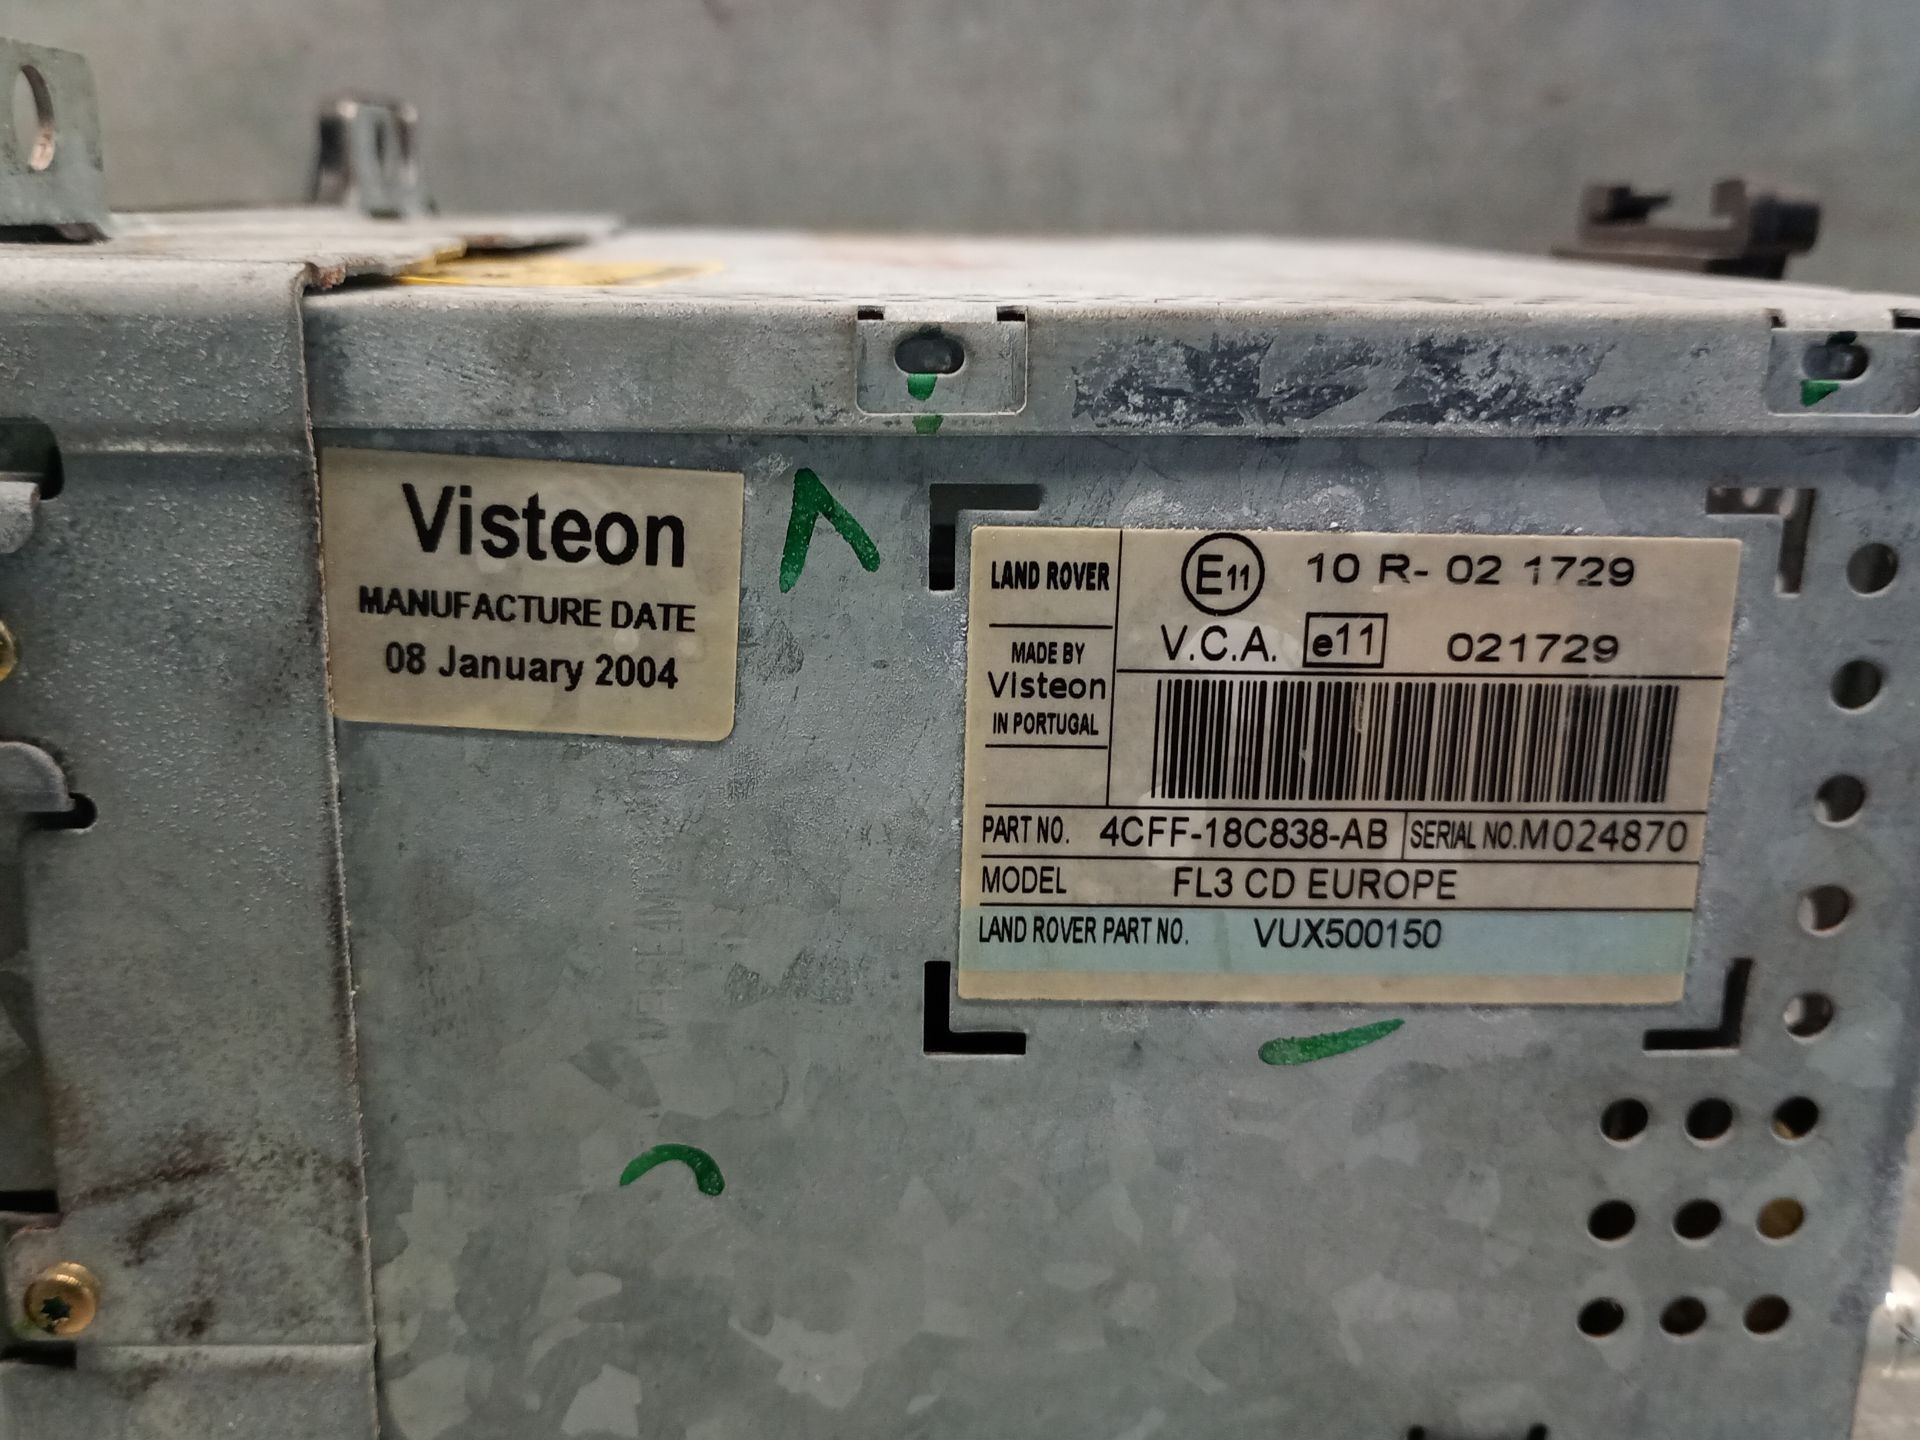 Visteon
MANUFACTURE DATE
08 January 2004
LAND ROVER
E11 10 R- 02 1729
V.C.A. e11 021729
MADE BY
Visteon
IN PORTUGAL
PART NO. 4CFF-18C838-AB SERIAL NO. M024870
MODEL FL3 CD EUROPE
LAND ROVER PART NO. VUX500150